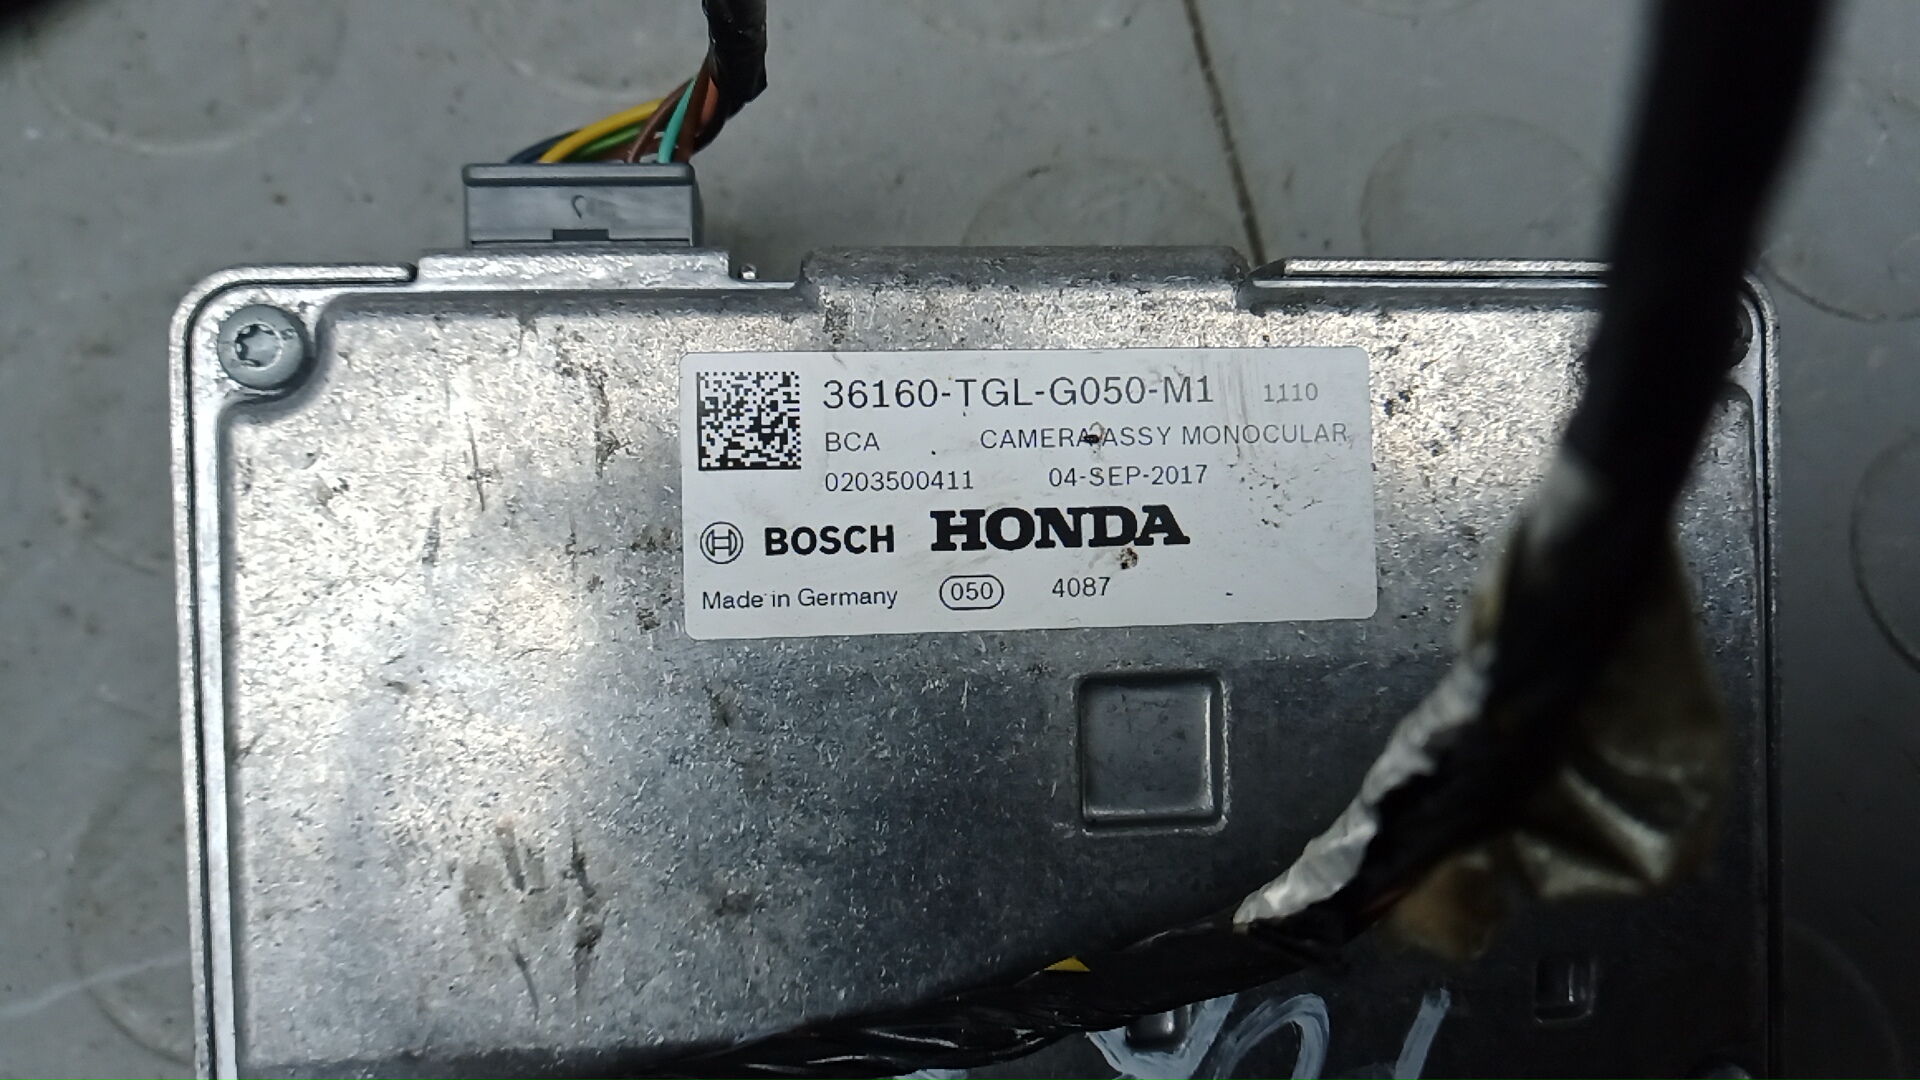 36160-TGL-G050-M1 1110
BCA CAMERA ASSY MONOCULAR
0203500411 04-SEP-2017
BOSCH HONDA
Made in Germany 050 4087